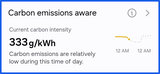 Carbon emissions aware
Current carbon intensity
333 g/kWh
Carbon emissions are relatively
low during this time of day.
12 AM 12 AM